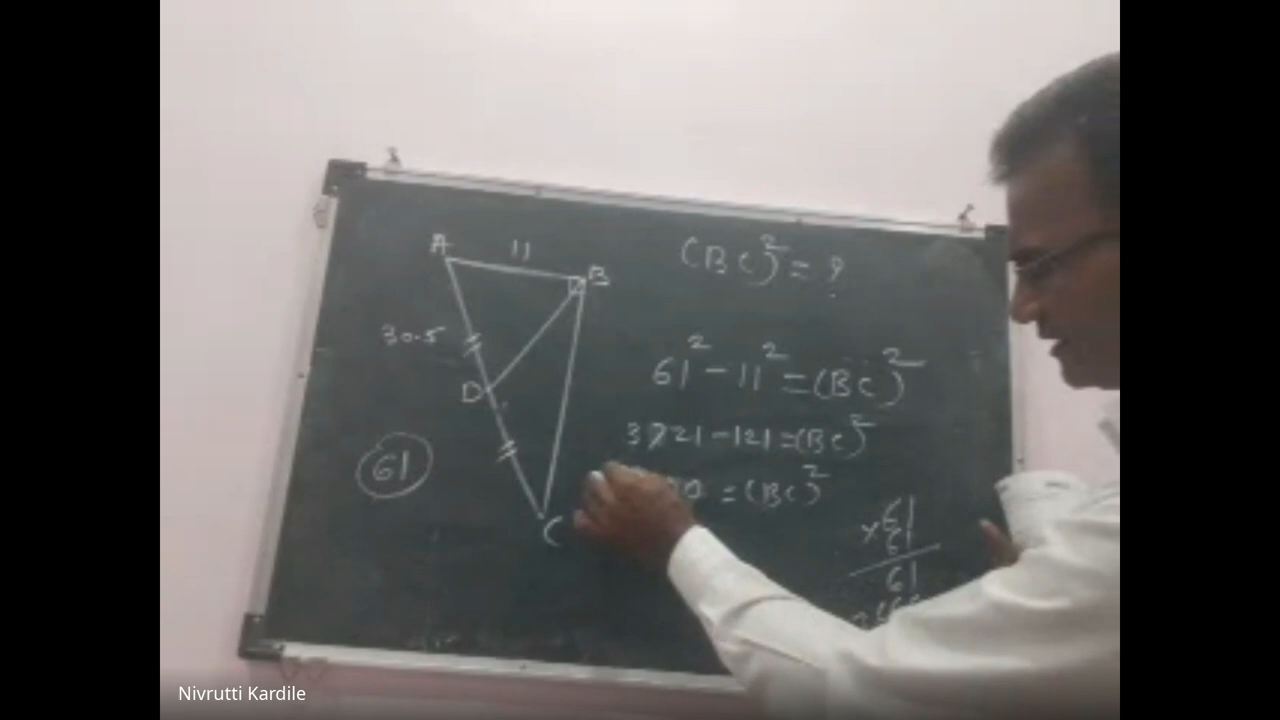 A
11
B
(BC)² = ?
30.5
D
61² - 11² = (BC)²
3721 - 121 = (BC)²
61
= (BC)²
C
61
× 61
61
Nivrutti Kardile